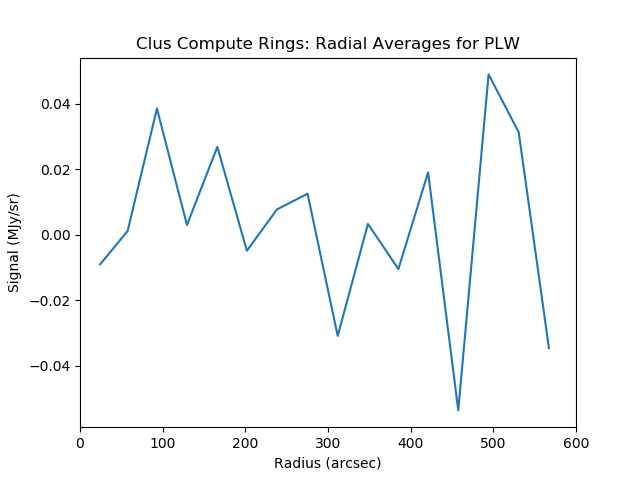 Clus Compute Rings: Radial Averages for PLW
Signal (MJy/sr)
0.04
0.02
0.00
−0.02
−0.04
0 100 200 300 400 500 600
Radius (arcsec)